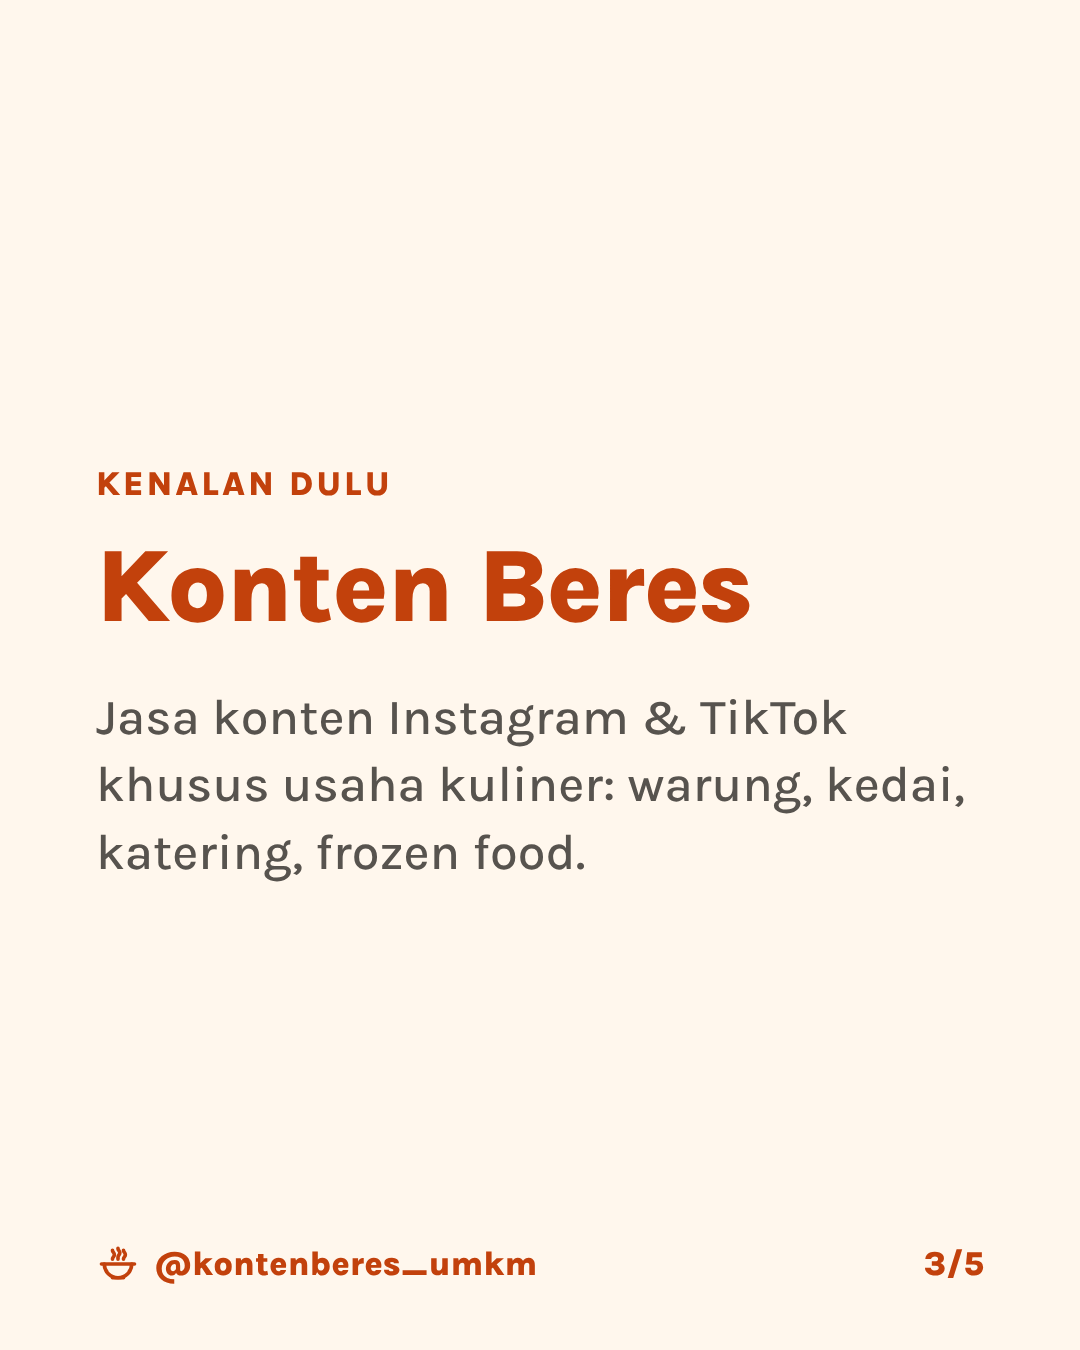 KENALAN DULU
Konten Beres
Jasa konten Instagram & TikTok
khusus usaha kuliner: warung, kedai,
katering, frozen food.
@kontenberes_umkm
3/5